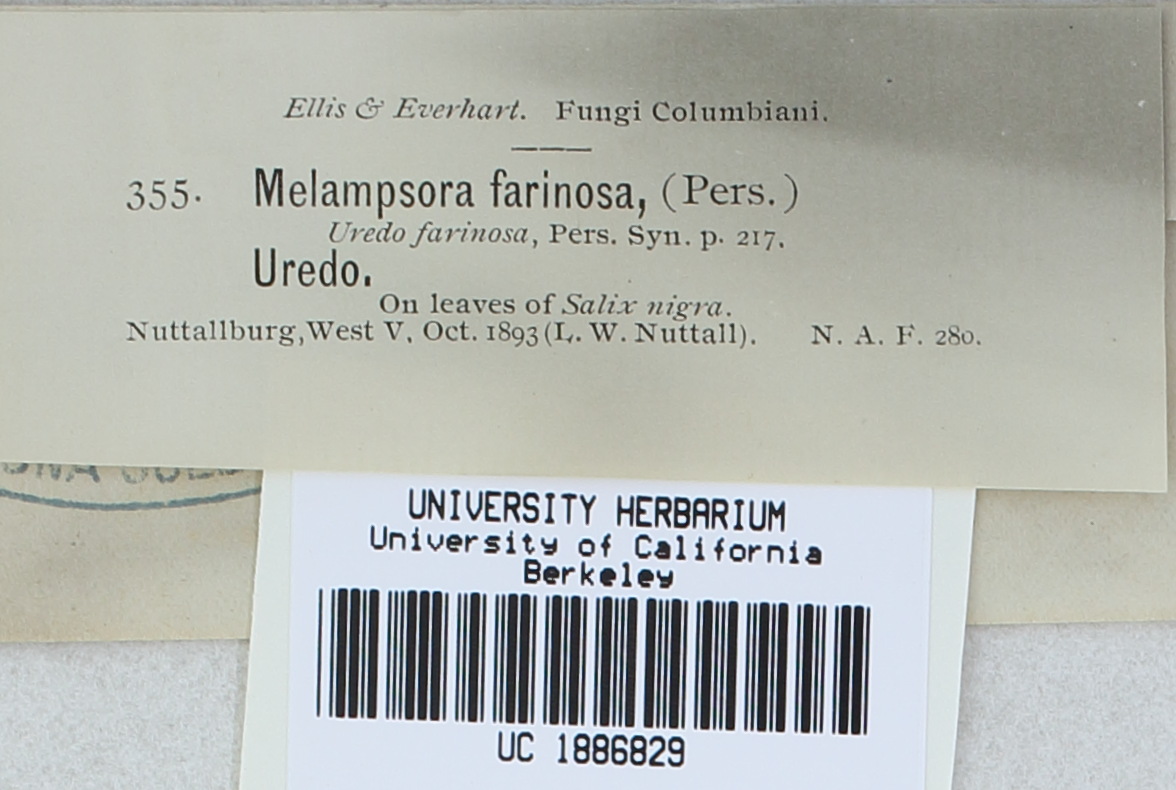 Ellis & Everhart. Fungi Columbiani.
355. Melampsora farinosa, (Pers.)
Uredo farinosa, Pers. Syn. p. 217.
Uredo.
On leaves of Salix nigra.
Nuttallburg, West V, Oct. 1893 (L. W. Nuttall). N. A. F. 280.
UNIVERSITY HERBARIUM
University of California
Berkeley
UC 1886829